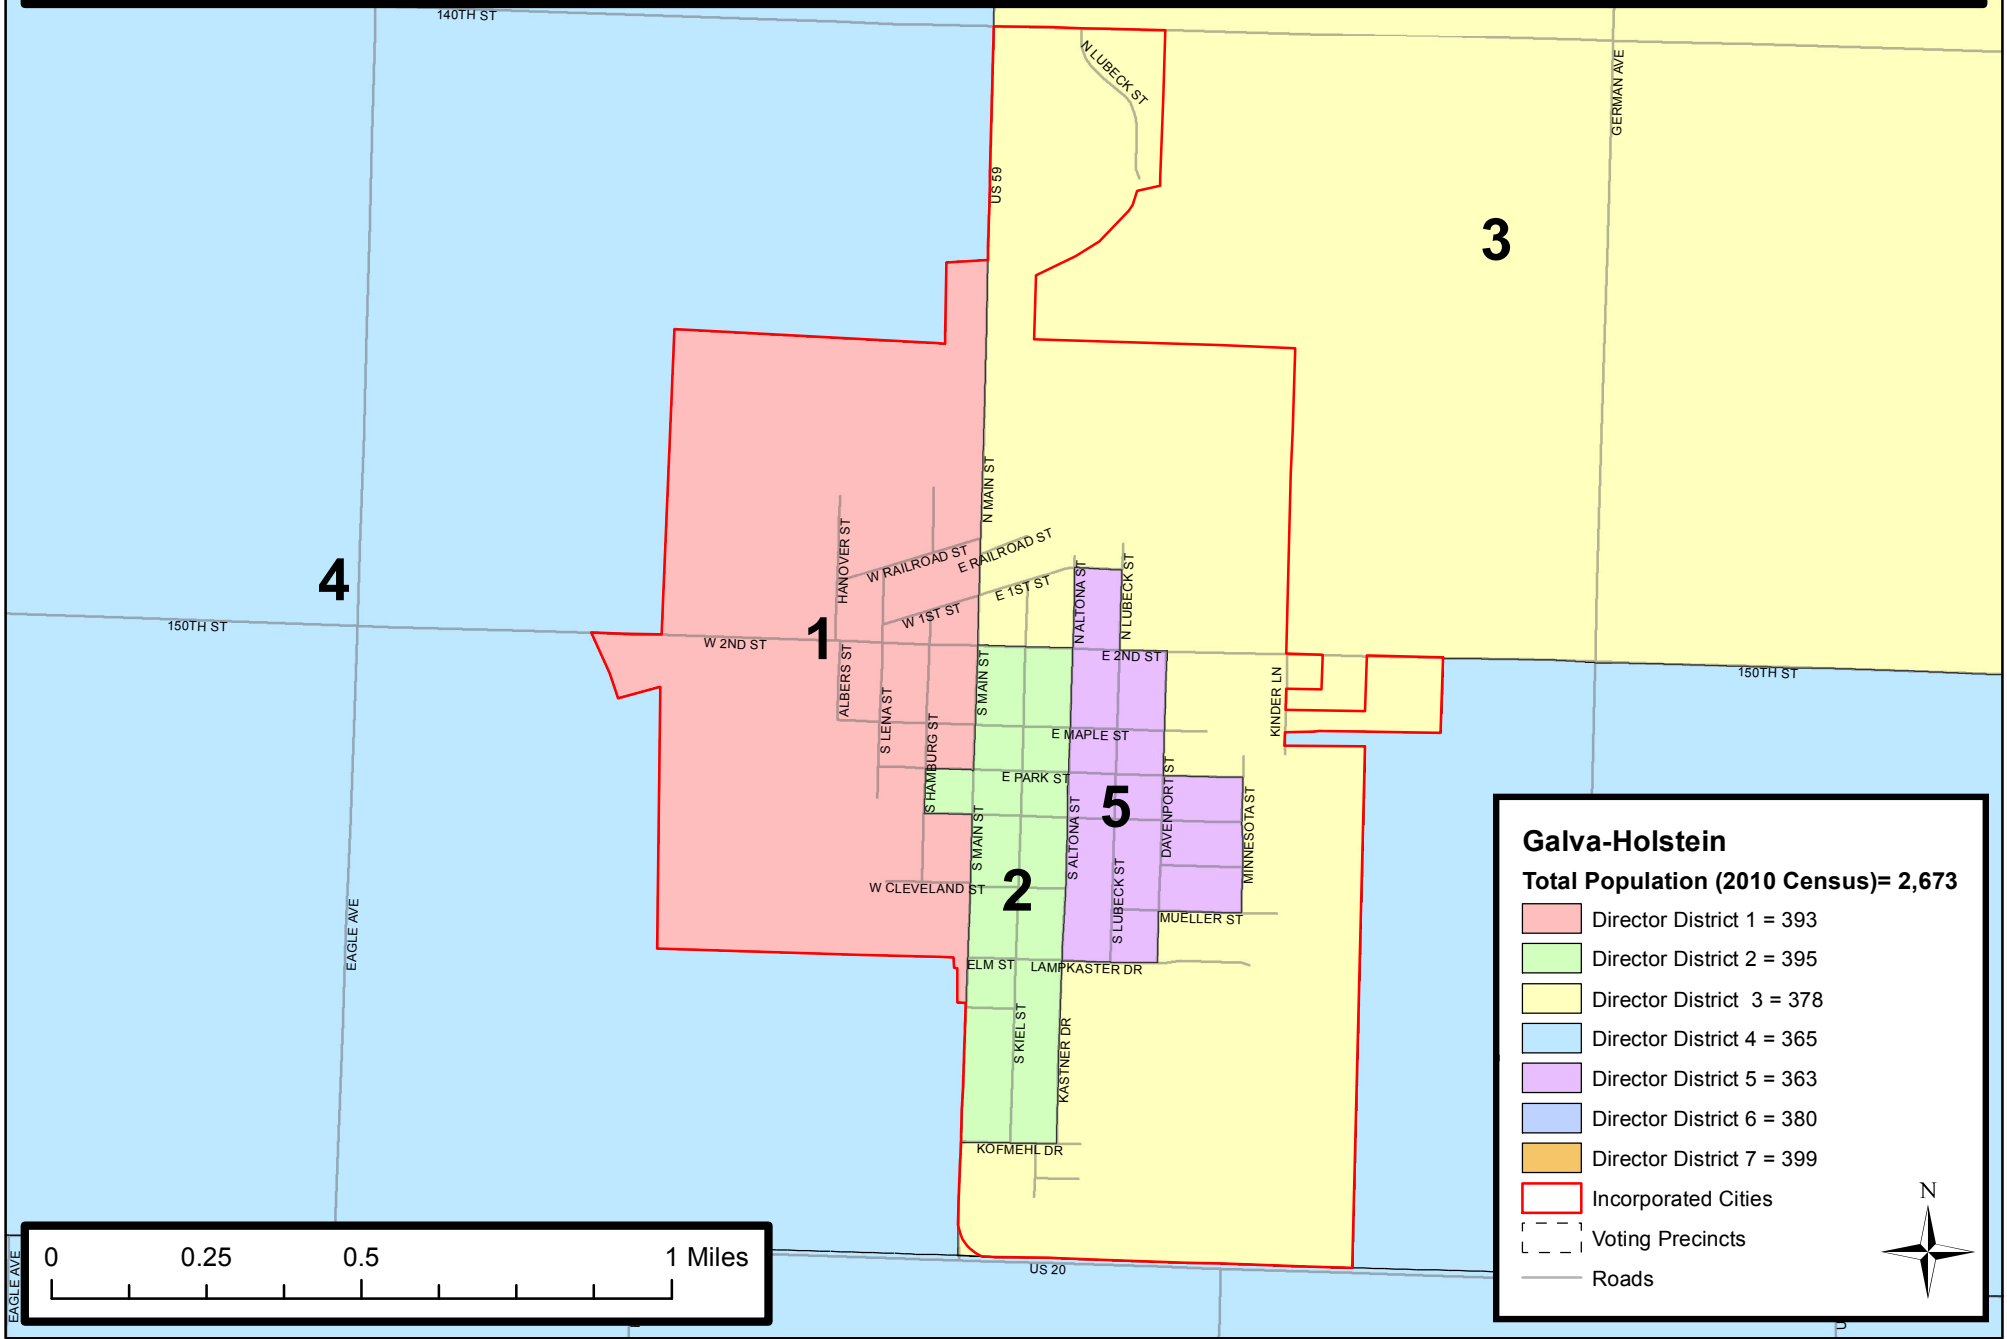 140TH ST
N LUBECK ST
GERMAN AVE
US 59
3
N MAIN ST
HANOVER ST
W RAILROAD ST
E RAILROAD ST
4
N ALTONA ST
N LUBECK ST
E 1ST ST
W 1ST ST
150TH ST
1
W 2ND ST
E 2ND ST
ALBERS ST
S LENA ST
S MAIN ST
KINDER LN
150TH ST
S HAMBURG ST
E MAPLE ST
E PARK ST
5
S MAIN ST
S ALTONA ST
DAVENPORT ST
MINNESOTA ST
W CLEVELAND ST
2
S LUBECK ST
MUELLER ST
EAGLE AVE
ELM ST
LAMPKASTER DR
S KIEL ST
KASTNER DR
KOFMEHL DR
US 20
EAGLE AVE
0 0.25 0.5 1 Miles
Galva-Holstein
Total Population (2010 Census)= 2,673
Director District 1 = 393
Director District 2 = 395
Director District 3 = 378
Director District 4 = 365
Director District 5 = 363
Director District 6 = 380
Director District 7 = 399
Incorporated Cities
Voting Precincts
Roads
N